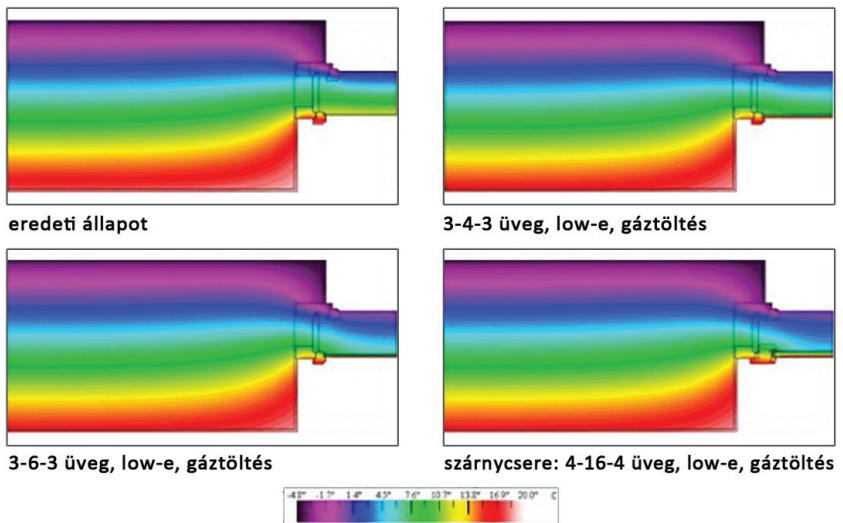 eredeti állapot
3-4-3 üveg, low-e, gáztöltés
3-6-3 üveg, low-e, gáztöltés
szárnycsere: 4-16-4 üveg, low-e, gáztöltés
-4.8° -1.7° 1.4° 4.5° 7.6° 10.7° 13.8° 16.9° 20.0° C